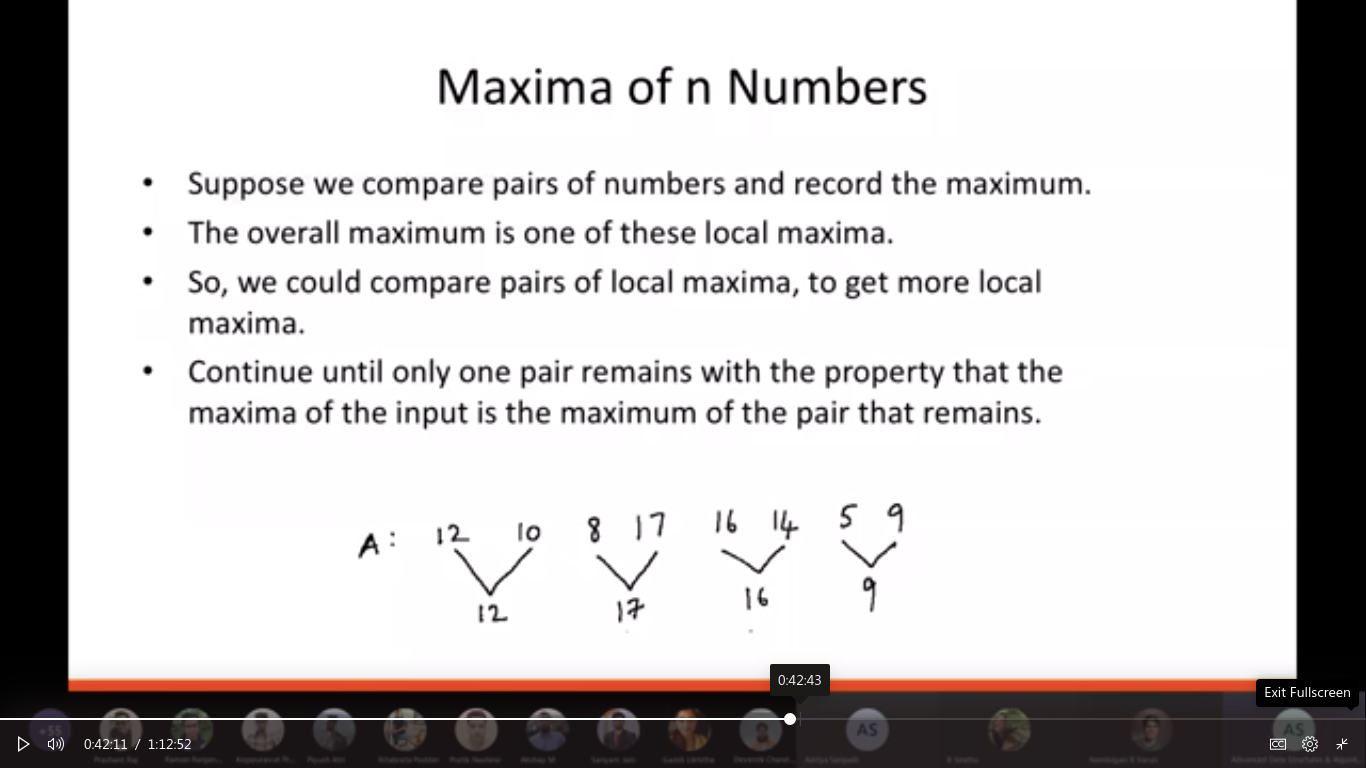 Maxima of n Numbers
• Suppose we compare pairs of numbers and record the maximum.
• The overall maximum is one of these local maxima.
• So, we could compare pairs of local maxima, to get more local
maxima.
• Continue until only one pair remains with the property that the
maxima of the input is the maximum of the pair that remains.
A: 12 10 8 17 16 14 5 9
12 17 16 9
0:42:43
Exit Fullscreen
+55 AS AS
0:42:11 / 1:12:52 CC